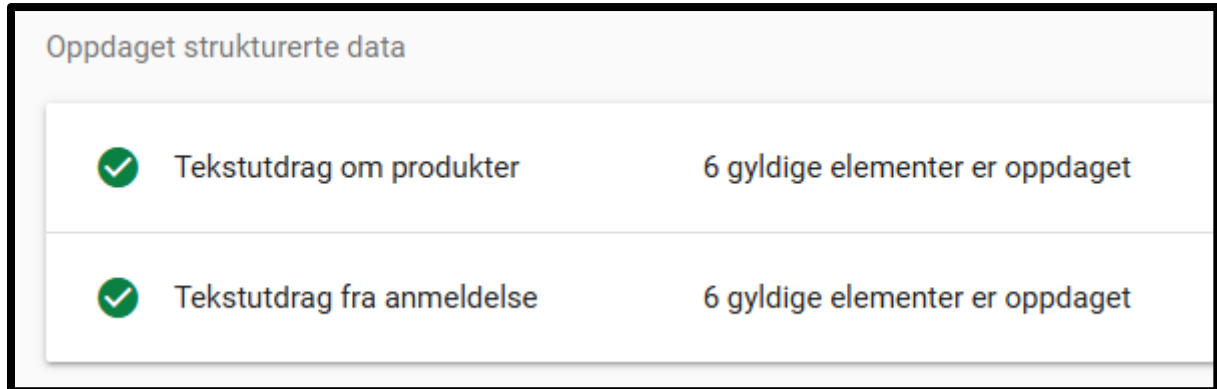 Oppdaget strukturerte data
Tekstutdrag om produkter 6 gyldige elementer er oppdaget
Tekstutdrag fra anmeldelse 6 gyldige elementer er oppdaget